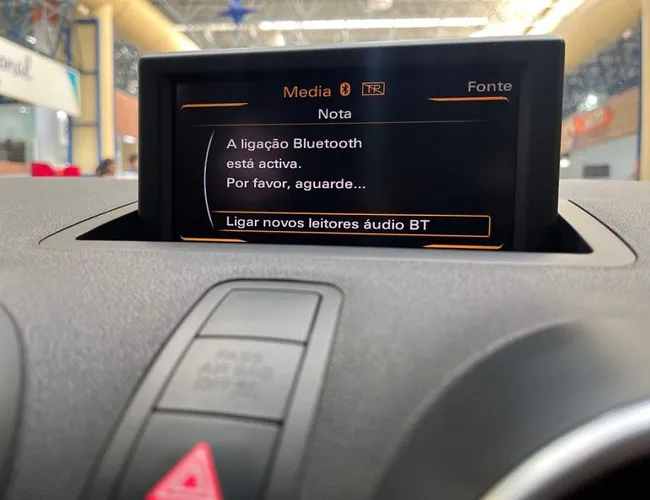 Media TR Fonte
Nota
A ligação Bluetooth
está activa.
Por favor, aguarde...
Ligar novos leitores áudio BT
PASS
AIR BAG
OFF